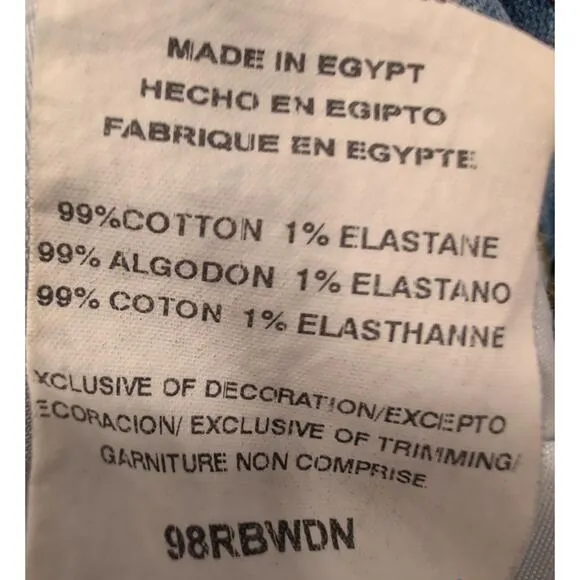 MADE IN EGYPT
HECHO EN EGIPTO
FABRIQUE EN EGYPTE
99%COTTON 1% ELASTANE
99% ALGODON 1% ELASTANO
99% COTON 1% ELASTHANNE
XCLUSIVE OF DECORATION/EXCEPTO
ECORACION/ EXCLUSIVE OF TRIMMING/
GARNITURE NON COMPRISE
98RBWDN